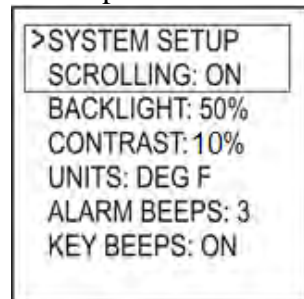 >SYSTEM SETUP
SCROLLING: ON
BACKLIGHT: 50%
CONTRAST: 10%
UNITS: DEG F
ALARM BEEPS: 3
KEY BEEPS: ON